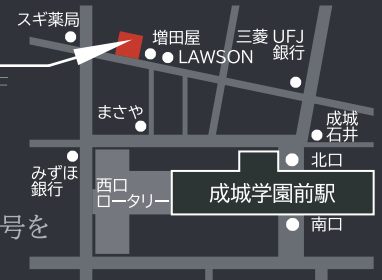 スギ薬局
増田屋
LAWSON
三菱 UFJ
銀行
まさや
成城
石井
みずほ
銀行
西口
ロータリー
北口
成城学園前駅
南口
号を